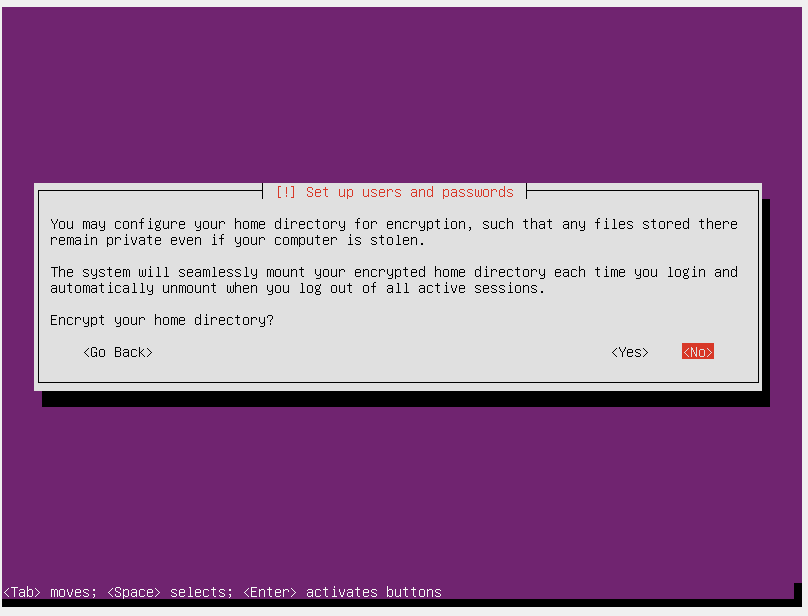 [!] Set up users and passwords
You may configure your home directory for encryption, such that any files stored there
remain private even if your computer is stolen.
The system will seamlessly mount your encrypted home directory each time you login and
automatically unmount when you log out of all active sessions.
Encrypt your home directory?
<Go Back> <Yes> <No>
<Tab> moves; <Space> selects; <Enter> activates buttons